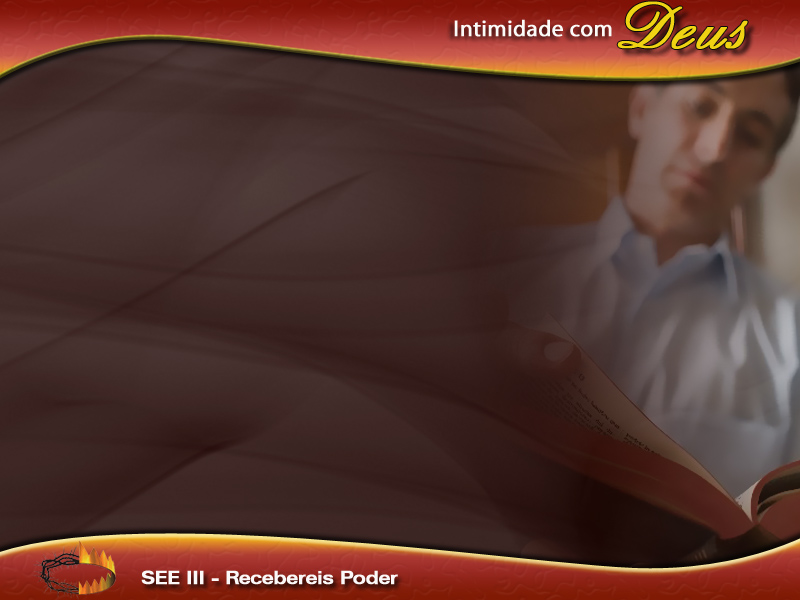 Intimidade com Deus
SEE III - Recebereis Poder